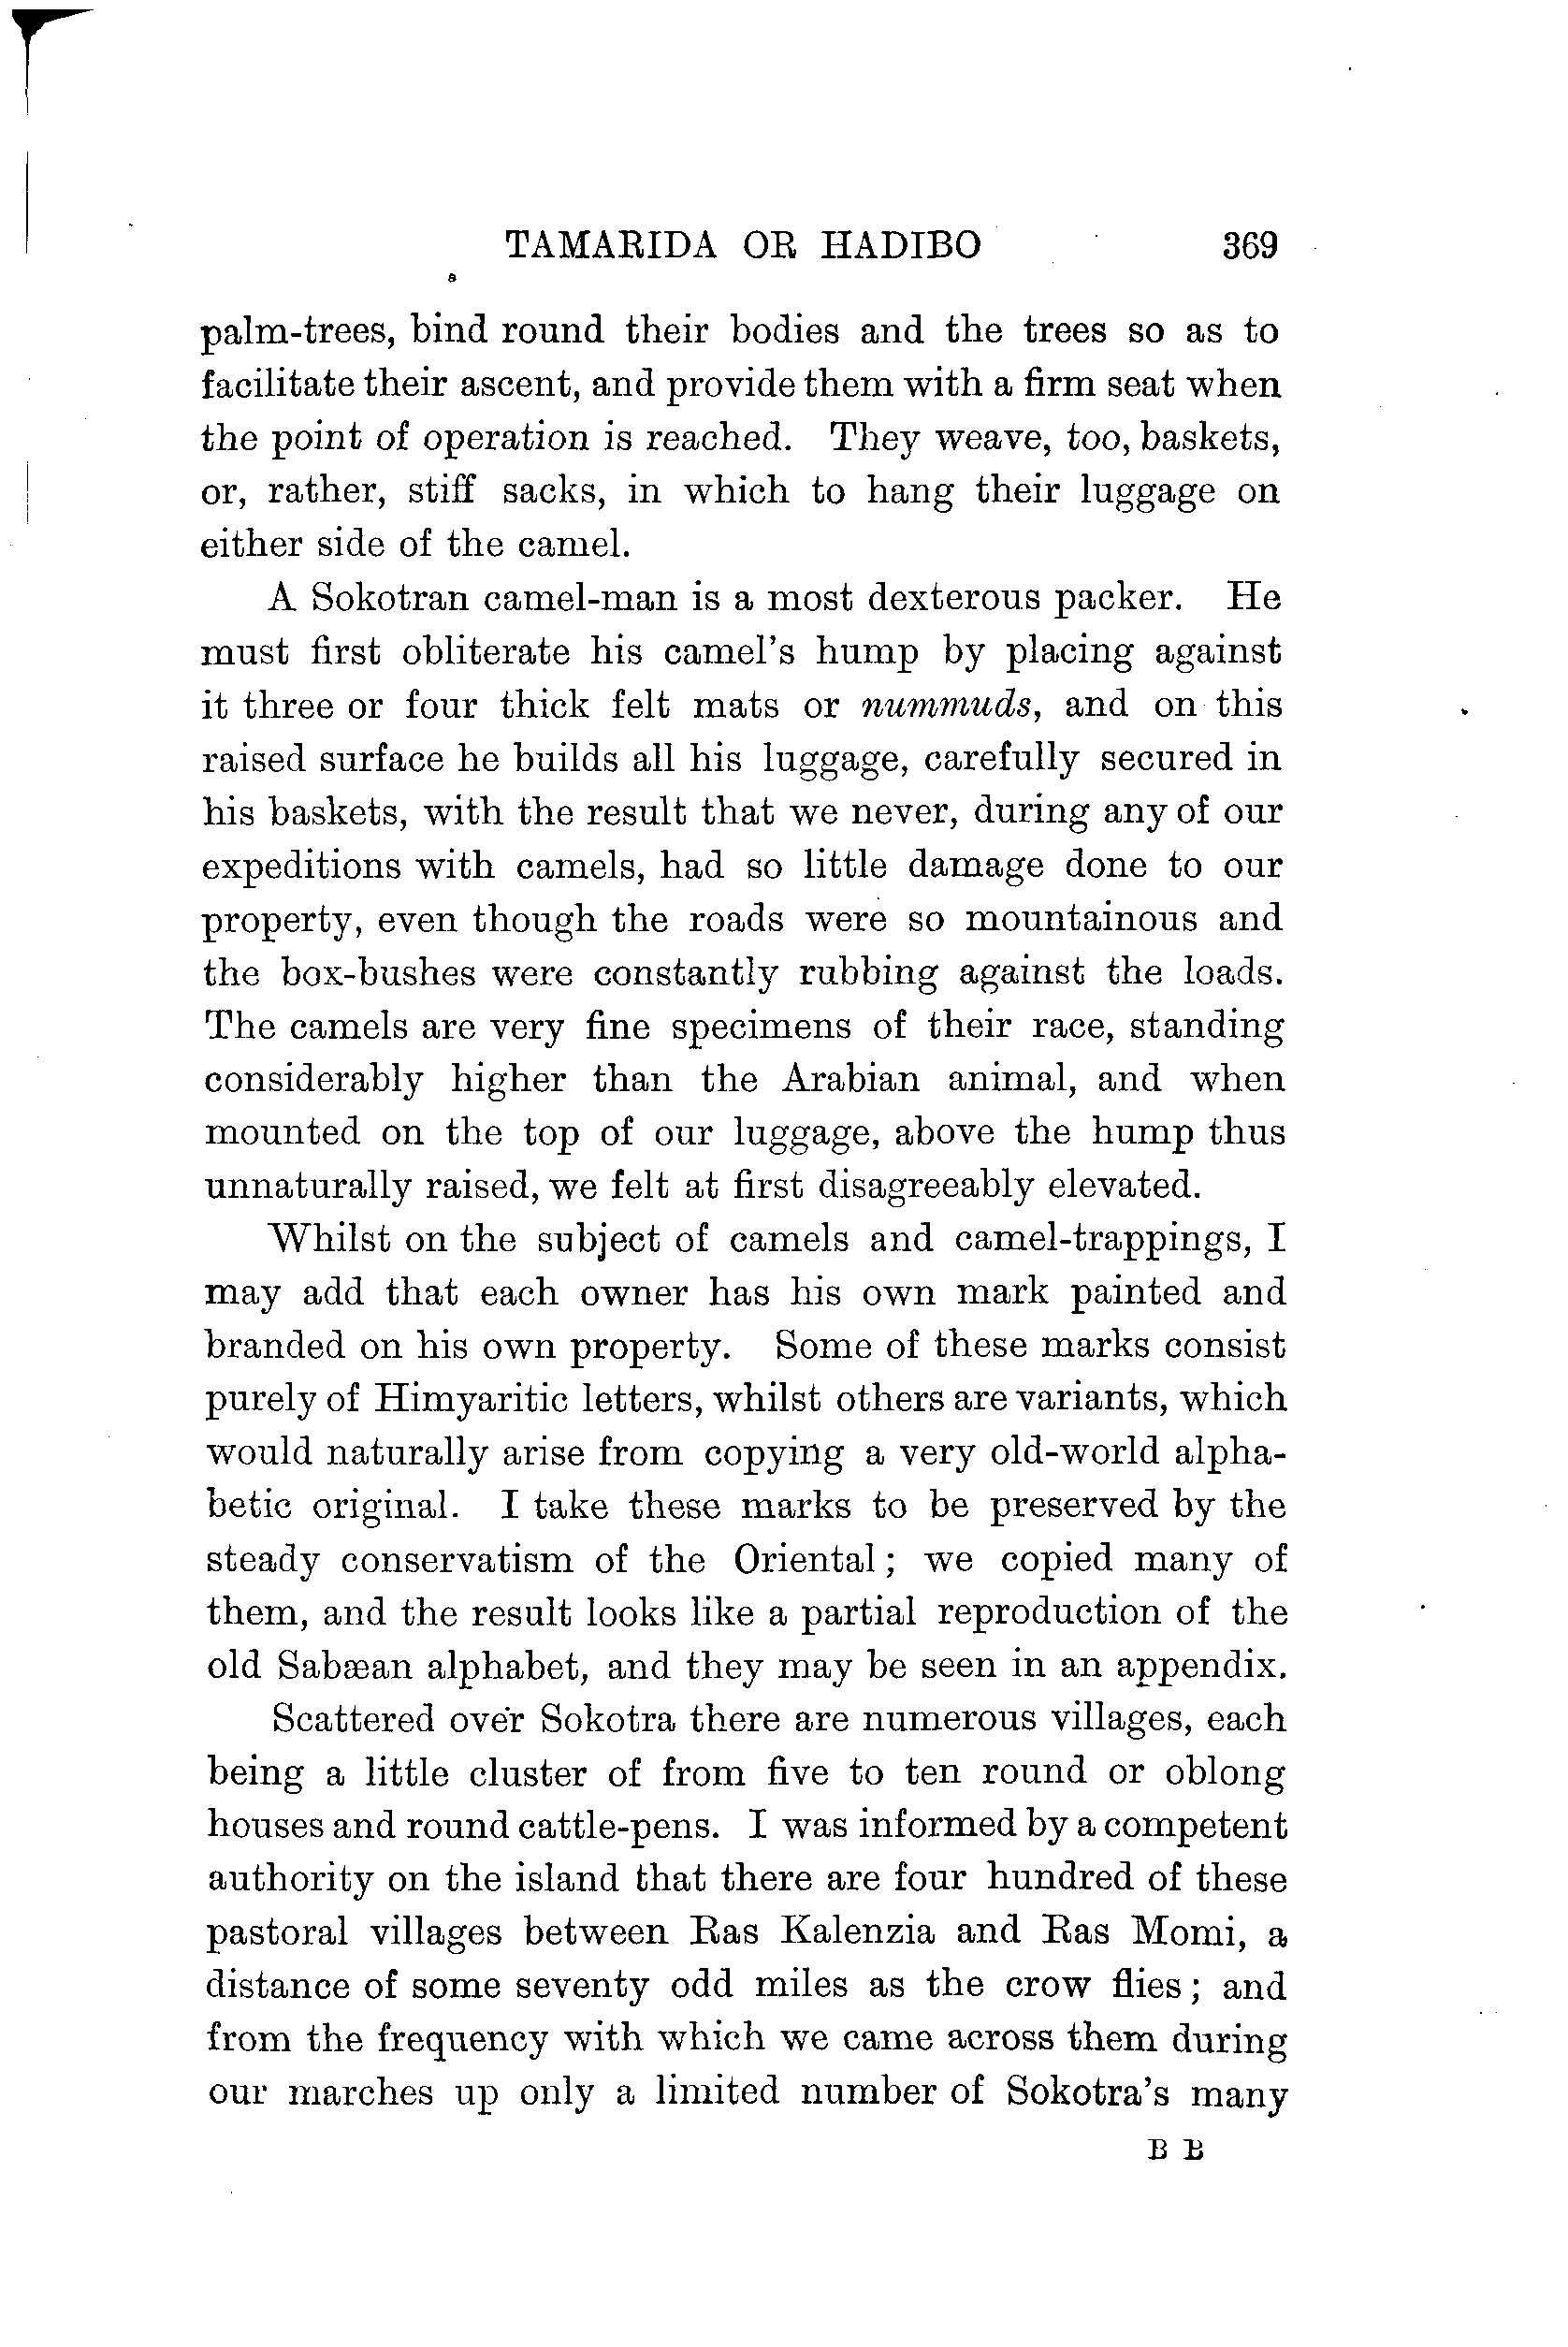 TAMARIDA OR HADIBO 369
palm-trees, bind round their bodies and the trees so as to
facilitate their ascent, and provide them with a firm seat when
the point of operation is reached. They weave, too, baskets,
or, rather, stiff sacks, in which to hang their luggage on
either side of the camel.
A Sokotran camel-man is a most dexterous packer. He
must first obliterate his camel's hump by placing against
it three or four thick felt mats or nummuds, and on this
raised surface he builds all his luggage, carefully secured in
his baskets, with the result that we never, during any of our
expeditions with camels, had so little damage done to our
property, even though the roads were so mountainous and
the box-bushes were constantly rubbing against the loads.
The camels are very fine specimens of their race, standing
considerably higher than the Arabian animal, and when
mounted on the top of our luggage, above the hump thus
unnaturally raised, we felt at first disagreeably elevated.
Whilst on the subject of camels and camel-trappings, I
may add that each owner has his own mark painted and
branded on his own property. Some of these marks consist
purely of Himyaritic letters, whilst others are variants, which
would naturally arise from copying a very old-world alpha-
betic original. I take these marks to be preserved by the
steady conservatism of the Oriental; we copied many of
them, and the result looks like a partial reproduction of the
old Sabæan alphabet, and they may be seen in an appendix.
Scattered over Sokotra there are numerous villages, each
being a little cluster of from five to ten round or oblong
houses and round cattle-pens. I was informed by a competent
authority on the island that there are four hundred of these
pastoral villages between Ras Kalenzia and Ras Momi, a
distance of some seventy odd miles as the crow flies; and
from the frequency with which we came across them during
our marches up only a limited number of Sokotra's many
B B